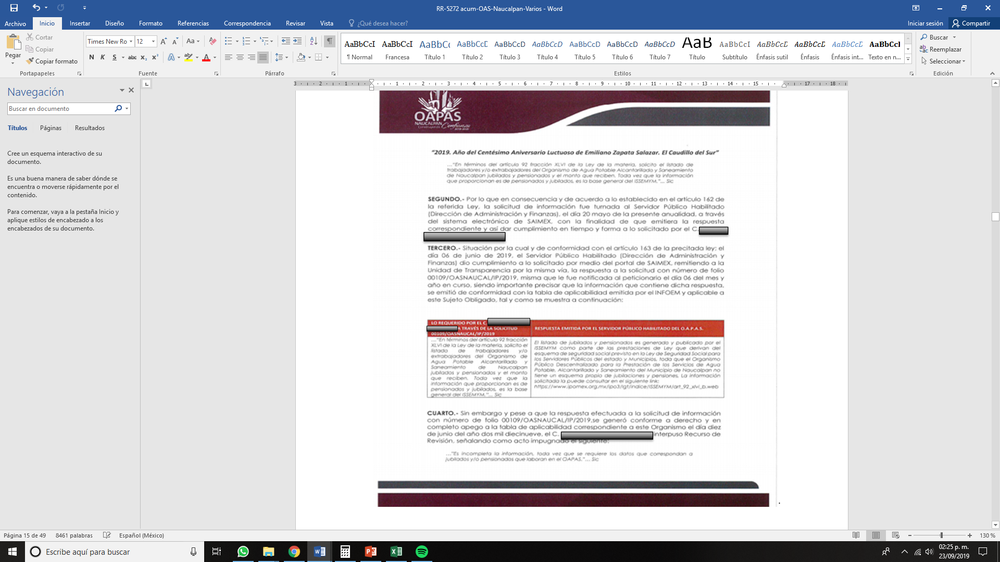 RR-5272 acum-OAS-Naucalpan-Varios - Word
Archivo Inicio Insertar Diseño Formato Referencias Correspondencia Revisar Vista ¿Qué desea hacer? Iniciar sesión Compartir
Pegar
Cortar
Copiar
Copiar formato
Portapapeles
Times New Ro 12
N K S abc x₂ x²
Fuente
Párrafo
AaBbCcI AaBbCcI AaBbCc AaBbCcD AaBbCcD AaBbCcD AaBbCcD AaBbCcD AaBbCcD AaB AaBbCcI AaBbCcD AaBbCcD AaBbCcD AaBbCcI
¶ Normal Francesa Título 1 Título 2 Título 3 Título 4 Título 5 Título 6 Título 7 Título Subtítulo Énfasis sutil Énfasis Énfasis int... Texto en n...
Estilos
Buscar
Reemplazar
Seleccionar
Edición
3 2 1 1 2 3 4 5 6 7 8 9 10 11 12 13 14 15 17 18
Navegación
Buscar en documento
Títulos Páginas Resultados
Cree un esquema interactivo de su
documento.
Es una buena manera de saber dónde se
encuentra o moverse rápidamente por el
contenido.
Para comenzar, vaya a la pestaña Inicio y
aplique estilos de encabezado a los
encabezados de su documento.
OAPAS
NAUCALPAN
Construyendo Confianza
"2019. Año del Centésimo Aniversario Luctuoso de Emiliano Zapata Salazar. El Caudillo del Sur"
..."En términos del artículo 92 fracción XLVI de la Ley de la materia, solicito el listado de
trabajadores y/o extrabajadores del Organismo de Agua Potable Alcantarillado y Saneamiento
de Naucalpan jubilados y pensionados y el monto que reciben. Toda vez que la información
que proporcionan es de pensionados y jubilados, es la base general del ISSEMYM."... Sic
SEGUNDO.- Por lo que en consecuencia y de acuerdo a lo establecido en el artículo 162 de
la referida Ley, la solicitud de información fue turnada al Servidor Público Habilitado
(Dirección de Administración y Finanzas), el día 20 mayo de la presente anualidad, a través
del sistema electrónico de SAIMEX, con la finalidad de que emitiera la respuesta
correspondiente y así dar cumplimiento en tiempo y forma a lo solicitado por el C.
TERCERO.- Situación por la cual y de conformidad con el artículo 163 de la precitada ley; el
día 06 de junio de 2019, el Servidor Público Habilitado (Dirección de Administración y
Finanzas) dio cumplimiento a lo solicitado por medio del portal de SAIMEX, remitiendo a la
Unidad de Transparencia por la misma vía, la respuesta a la solicitud con número de folio
00109/OASNAUCAL/IP/2019, misma que le fue notificada al peticionario el día 06 del mes y
año en curso, siendo importante precisar que la información que contiene dicha respuesta,
se emitió de conformidad con la tabla de aplicabilidad emitida por el INFOEM y aplicable a
este Sujeto Obligado, tal y como se muestra a continuación:
LO REQUERIDO POR EL C.
A TRAVÉS DE LA SOLICITUD
00109/OASNAUCAL/IP/2019
..."En términos del artículo 92 fracción
XLVI de la Ley de la materia, solicito el
listado de trabajadores y/o
extrabajadores del Organismo de
Agua Potable Alcantarillado y
Saneamiento de Naucalpan
jubilados y pensionados y el monto
que reciben. Toda vez que la
información que proporcionan es de
pensionados y jubilados, es la base
general del ISSEMYM."... Sic
RESPUESTA EMITIDA POR EL SERVIDOR PÚBLICO HABILITADO DEL O.A.P.A.S.
El listado de jubilados y pensionados es generado y publicado por el
ISSEMYM como parte de las prestaciones de Ley que derivan del
esquema de seguridad social previsto en la Ley de Seguridad Social para
los Servidores Públicos del estado y Municipios, toda que el Organismo
Público Descentralizado para la Prestación de los Servicios de Agua
Potable, Alcantarillado y Saneamiento del Municipio de Naucalpan no
tiene un esquema propio de jubilaciones y pensiones. La información
solicitada la puede consultar en el siguiente link:
https://www.ipomex.org.mx/ipo3/lgt/indice/ISSEMYM/art_92_xlvi_b.web
CUARTO.- Sin embargo y pese a que la respuesta efectuada a la solicitud de información
con número de folio 00109/OASNAUCAL/IP/2019,se generó conforme a derecho y en
completo apego a la tabla de aplicabilidad correspondiente a este Organismo el día diez
de junio del año dos mil diecinueve, el C. interpuso Recurso de
Revisión, señalando como acto impugnado el siguiente:
..."Es incompleta la información, toda vez que se requiere los datos que correspondan a
jubilados y/o pensionados que laboran en el OAPAS."... Sic
.
Página 15 de 49 8461 palabras Español (México) 130 %
Escribe aquí para buscar
02:25 p. m.
23/09/2019